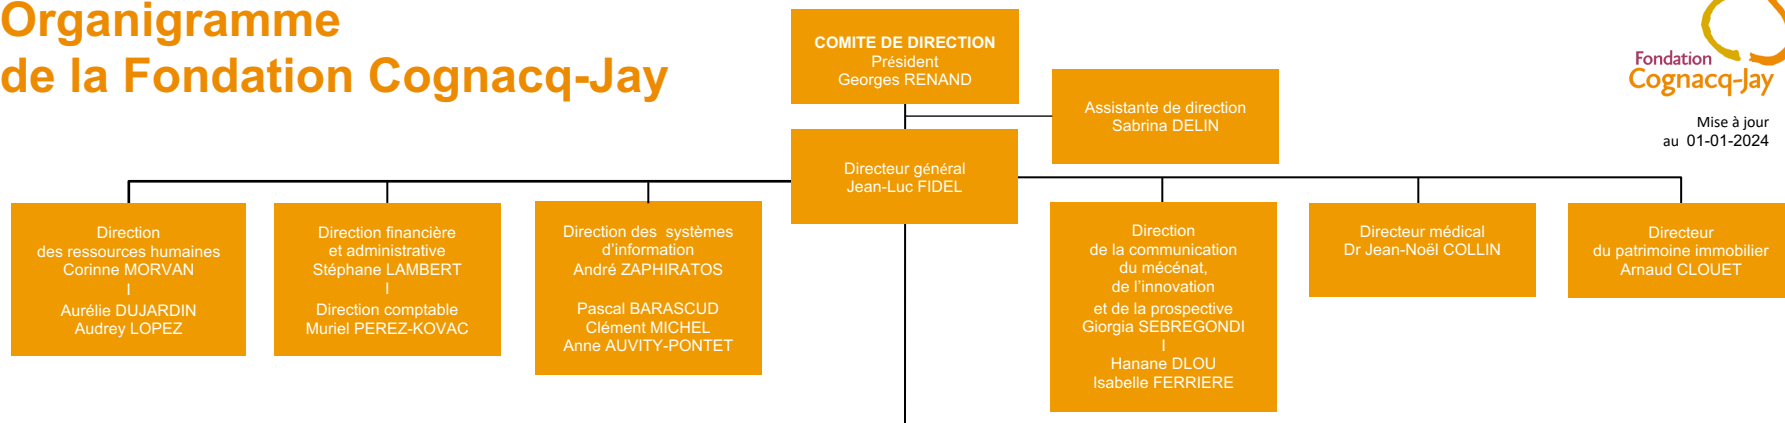 Organigramme
de la Fondation Cognacq-Jay
COMITE DE DIRECTION
Président
Georges RENAND
Fondation
Cognacq-Jay
Mise à jour
au 01-01-2024
Assistante de direction
Sabrina DELIN
Directeur général
Jean-Luc FIDEL
Direction
des ressources humaines
Corinne MORVAN
I
Aurélie DUJARDIN
Audrey LOPEZ
Direction financière
et administrative
Stéphane LAMBERT
I
Direction comptable
Muriel PEREZ-KOVAC
Direction des systèmes
d'information
André ZAPHIRATOS
Pascal BARASCUD
Clément MICHEL
Anne AUVITY-PONTET
Direction
de la communication
du mécénat,
de l'innovation
et de la prospective
Giorgia SEBREGONDI
I
Hanane DLOU
Isabelle FERRIERE
Directeur médical
Dr Jean-Noël COLLIN
Directeur
du patrimoine immobilier
Arnaud CLOUET